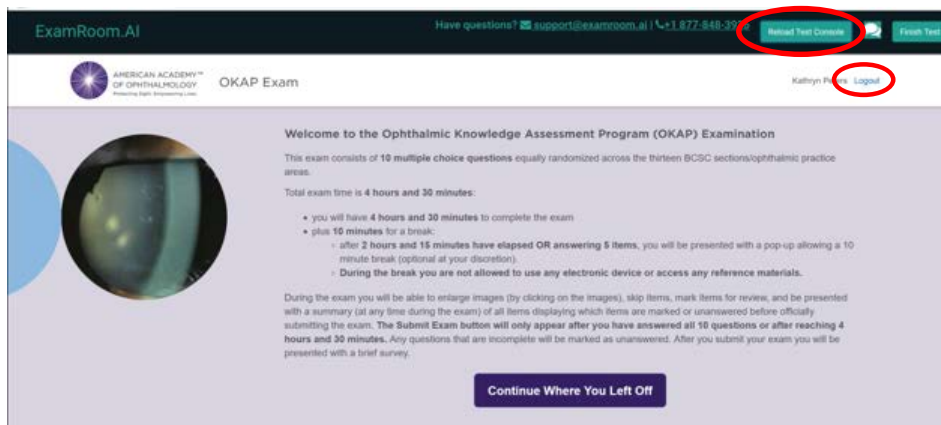 ExamRoom.AI
Have questions? support@examroom.ai | +1 877-848-39
Reload Test Console
Finish Test
AMERICAN ACADEMY™
OF OPHTHALMOLOGY
Protecting Sight. Empowering Lives.
OKAP Exam
Kathryn
Logout
Welcome to the Ophthalmic Knowledge Assessment Program (OKAP) Examination
This exam consists of 10 multiple choice questions equally randomized across the thirteen BCSC sections/ophthalmic practice
areas.
Total exam time is 4 hours and 30 minutes:
• you will have 4 hours and 30 minutes to complete the exam
• plus 10 minutes for a break:
◦ after 2 hours and 15 minutes have elapsed OR answering 5 items, you will be presented with a pop-up allowing a 10
minute break (optional at your discretion).
◦ During the break you are not allowed to use any electronic device or access any reference materials.
During the exam you will be able to enlarge images (by clicking on the images), skip items, mark items for review, and be presented
with a summary (at any time during the exam) of all items displaying which items are marked or unanswered before officially
submitting the exam. The Submit Exam button will only appear after you have answered all 10 questions or after reaching 4
hours and 30 minutes. Any questions that are incomplete will be marked as unanswered. After you submit your exam you will be
presented with a brief survey.
Continue Where You Left Off